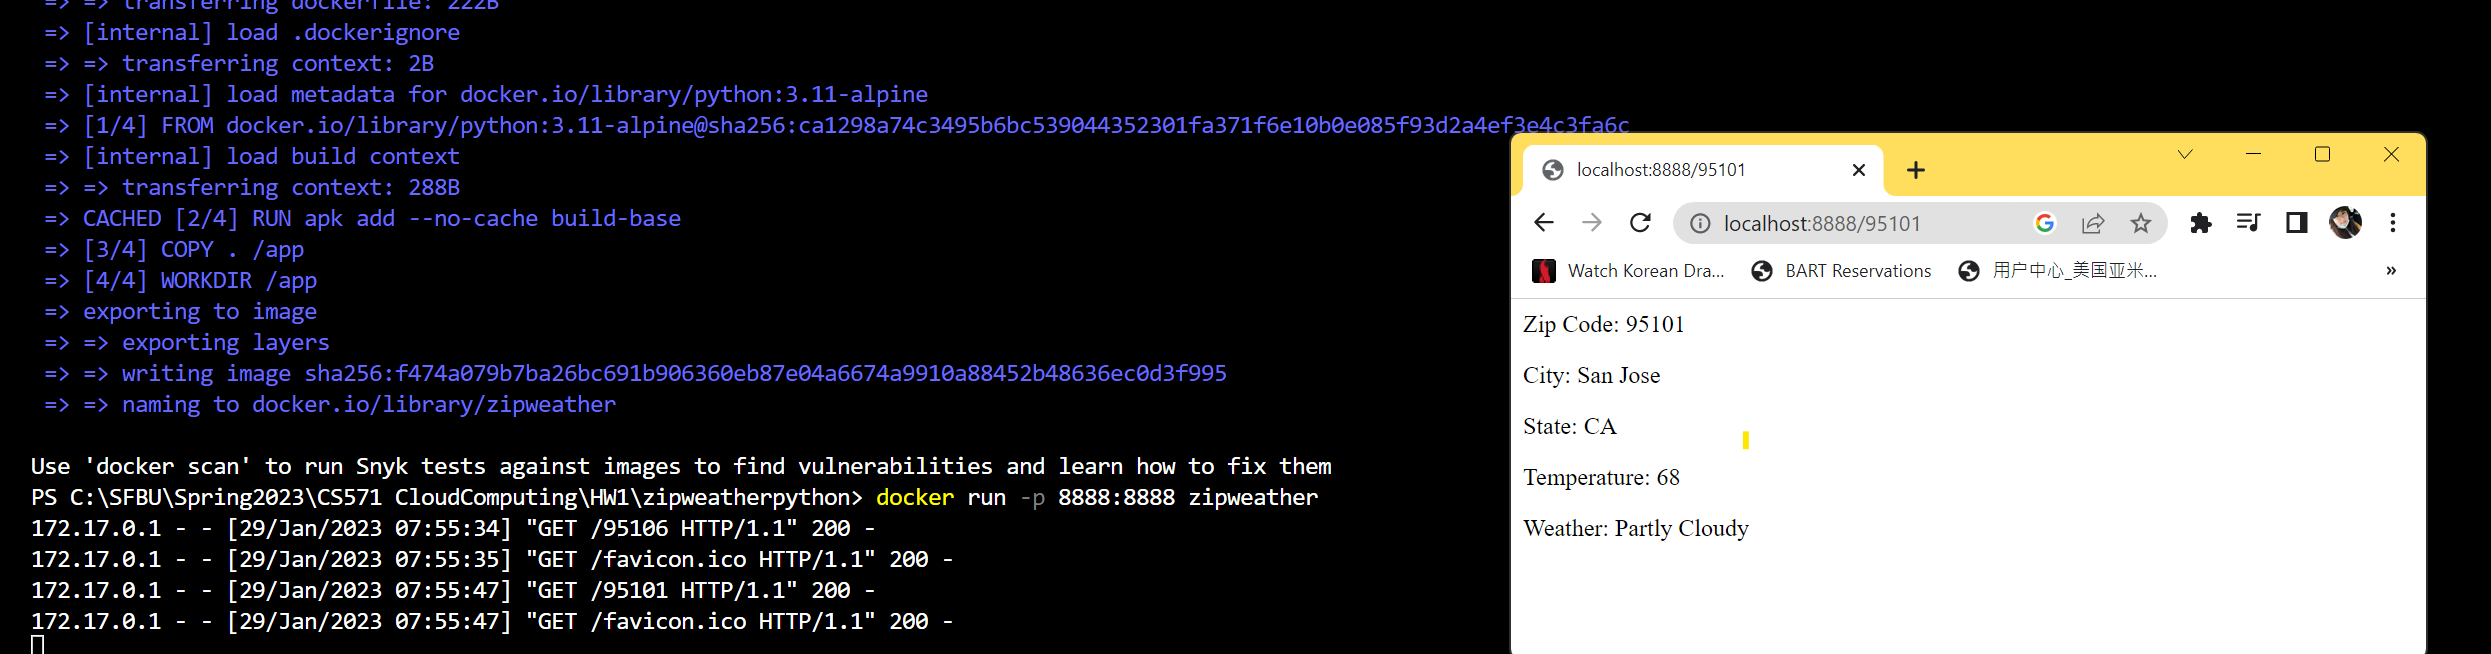 => => transferring dockerfile: 222B
=> [internal] load .dockerignore
=> => transferring context: 2B
=> [internal] load metadata for docker.io/library/python:3.11-alpine
=> [1/4] FROM docker.io/library/python:3.11-alpine@sha256:ca1298a74c3495b6bc539044352301fa371f6e10b0e085f93d2a4ef3e4c3fa6c
=> [internal] load build context
=> => transferring context: 288B
=> CACHED [2/4] RUN apk add --no-cache build-base
=> [3/4] COPY . /app
=> [4/4] WORKDIR /app
=> exporting to image
=> => exporting layers
=> => writing image sha256:f474a079b7ba26bc691b906360eb87e04a6674a9910a88452b48636ec0d3f995
=> => naming to docker.io/library/zipweather
Use 'docker scan' to run Snyk tests against images to find vulnerabilities and learn how to fix them
PS C:\SFBU\Spring2023\CS571 CloudComputing\HW1\zipweatherpython> docker run -p 8888:8888 zipweather
172.17.0.1 - - [29/Jan/2023 07:55:34] "GET /95106 HTTP/1.1" 200 -
172.17.0.1 - - [29/Jan/2023 07:55:35] "GET /favicon.ico HTTP/1.1" 200 -
172.17.0.1 - - [29/Jan/2023 07:55:47] "GET /95101 HTTP/1.1" 200 -
172.17.0.1 - - [29/Jan/2023 07:55:47] "GET /favicon.ico HTTP/1.1" 200 -
localhost:8888/95101
localhost:8888/95101
Watch Korean Dra... BART Reservations 用户中心_美国亚米... »
Zip Code: 95101
City: San Jose
State: CA
Temperature: 68
Weather: Partly Cloudy